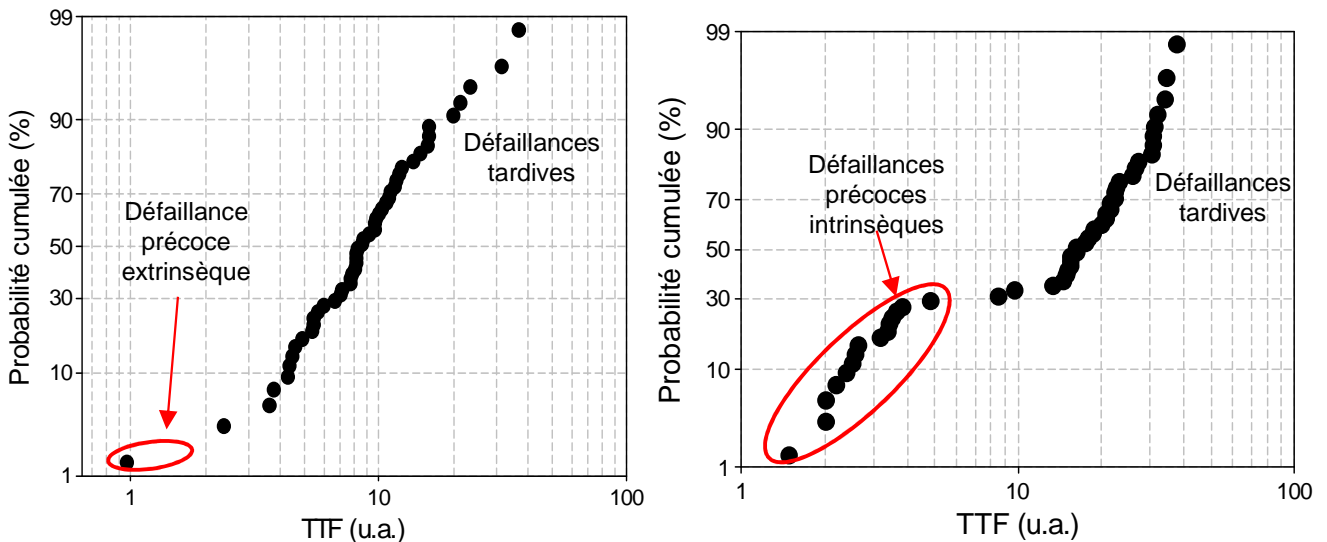 99
90
70
50
30
10
1
Probabilité cumulée (%)
Défaillance
précoce
extrinsèque
Défaillances
tardives
1
10
100
TTF (u.a.)
99
90
70
50
30
10
1
Probabilité cumulée (%)
Défaillances
précoces
intrinsèques
Défaillances
tardives
1
10
100
TTF (u.a.)